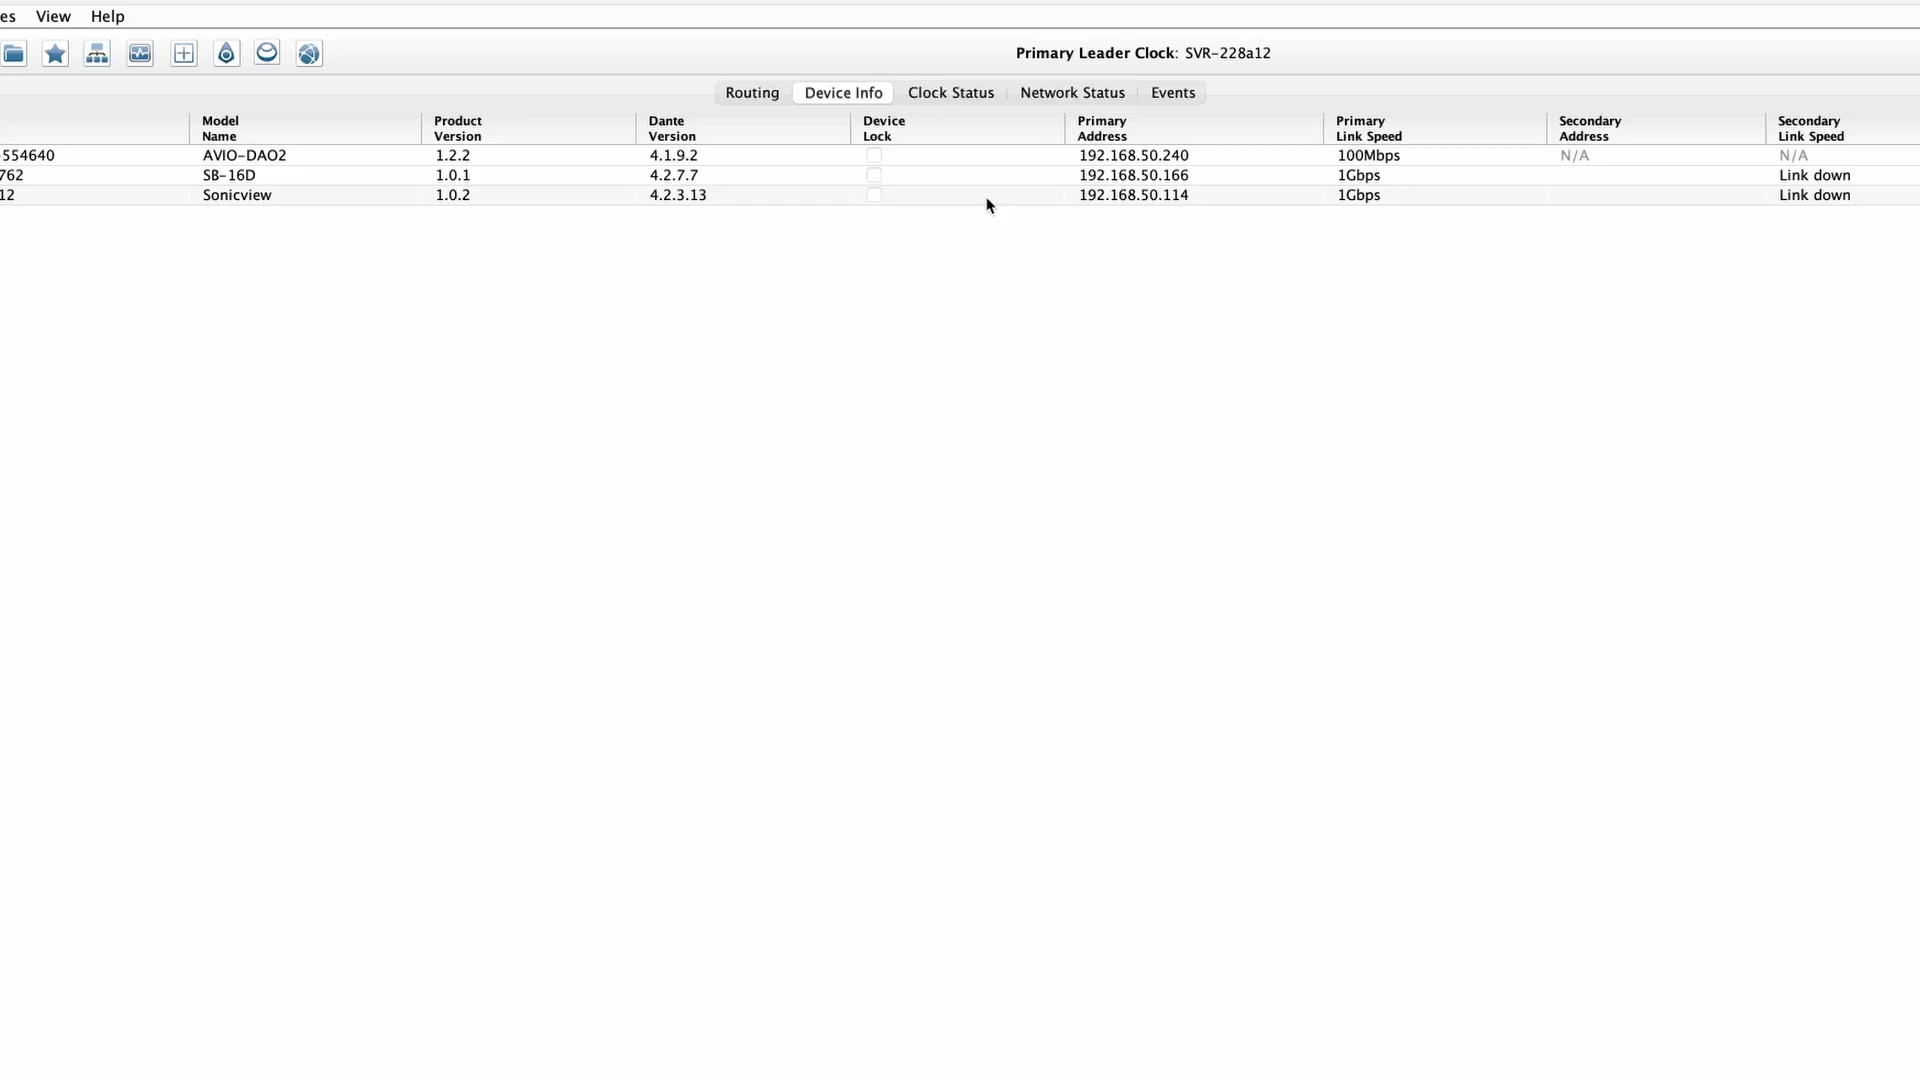 es View Help
Primary Leader Clock: SVR-228a12
Routing Device Info Clock Status Network Status Events
Model Name Product Version Dante Version Device Lock Primary Address Primary Link Speed Secondary Address Secondary Link Speed
-554640 AVIO-DAO2 1.2.2 4.1.9.2 192.168.50.240 100Mbps N/A N/A
762 SB-16D 1.0.1 4.2.7.7 192.168.50.166 1Gbps Link down
12 Sonicview 1.0.2 4.2.3.13 192.168.50.114 1Gbps Link down